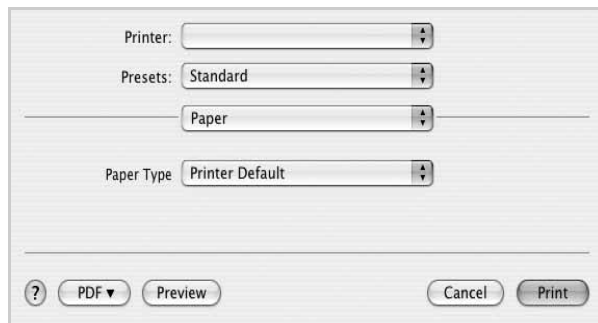 Printer:
Presets: Standard
Paper
Paper Type Printer Default
? PDF▼ Preview Cancel Print